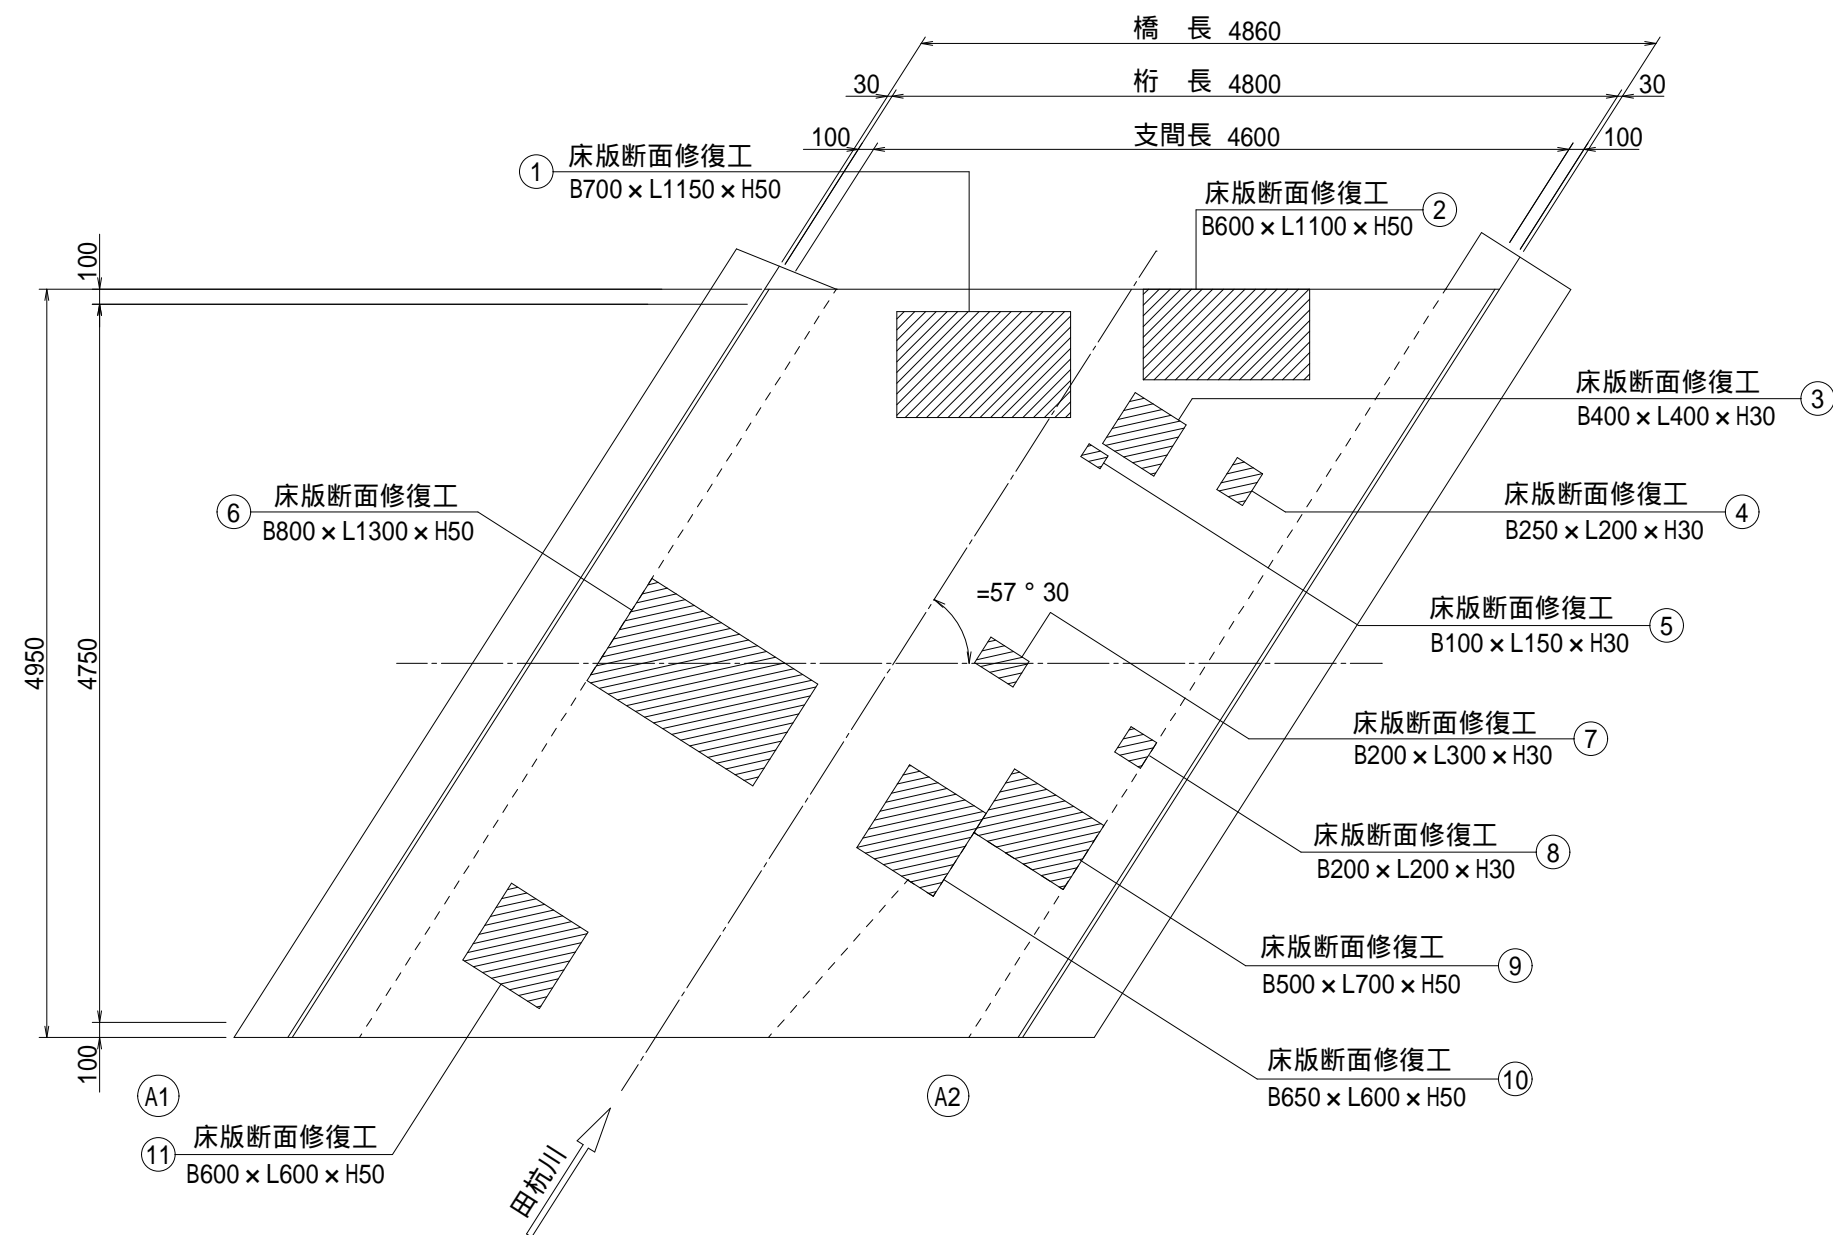 橋　長 4860
30 桁　長 4800 30
100 支間長 4600 100
① 床版断面修復工
B700×L1150×H50
床版断面修復工 ②
B600×L1100×H50
100
4950
4750
100
床版断面修復工 ③
B400×L400×H30
床版断面修復工 ④
B250×L200×H30
⑥ 床版断面修復工
B800×L1300×H50
=57°30
床版断面修復工 ⑤
B100×L150×H30
床版断面修復工 ⑦
B200×L300×H30
床版断面修復工 ⑧
B200×L200×H30
床版断面修復工 ⑨
B500×L700×H50
床版断面修復工 ⑩
B650×L600×H50
A1
A2
⑪ 床版断面修復工
B600×L600×H50
田杭川